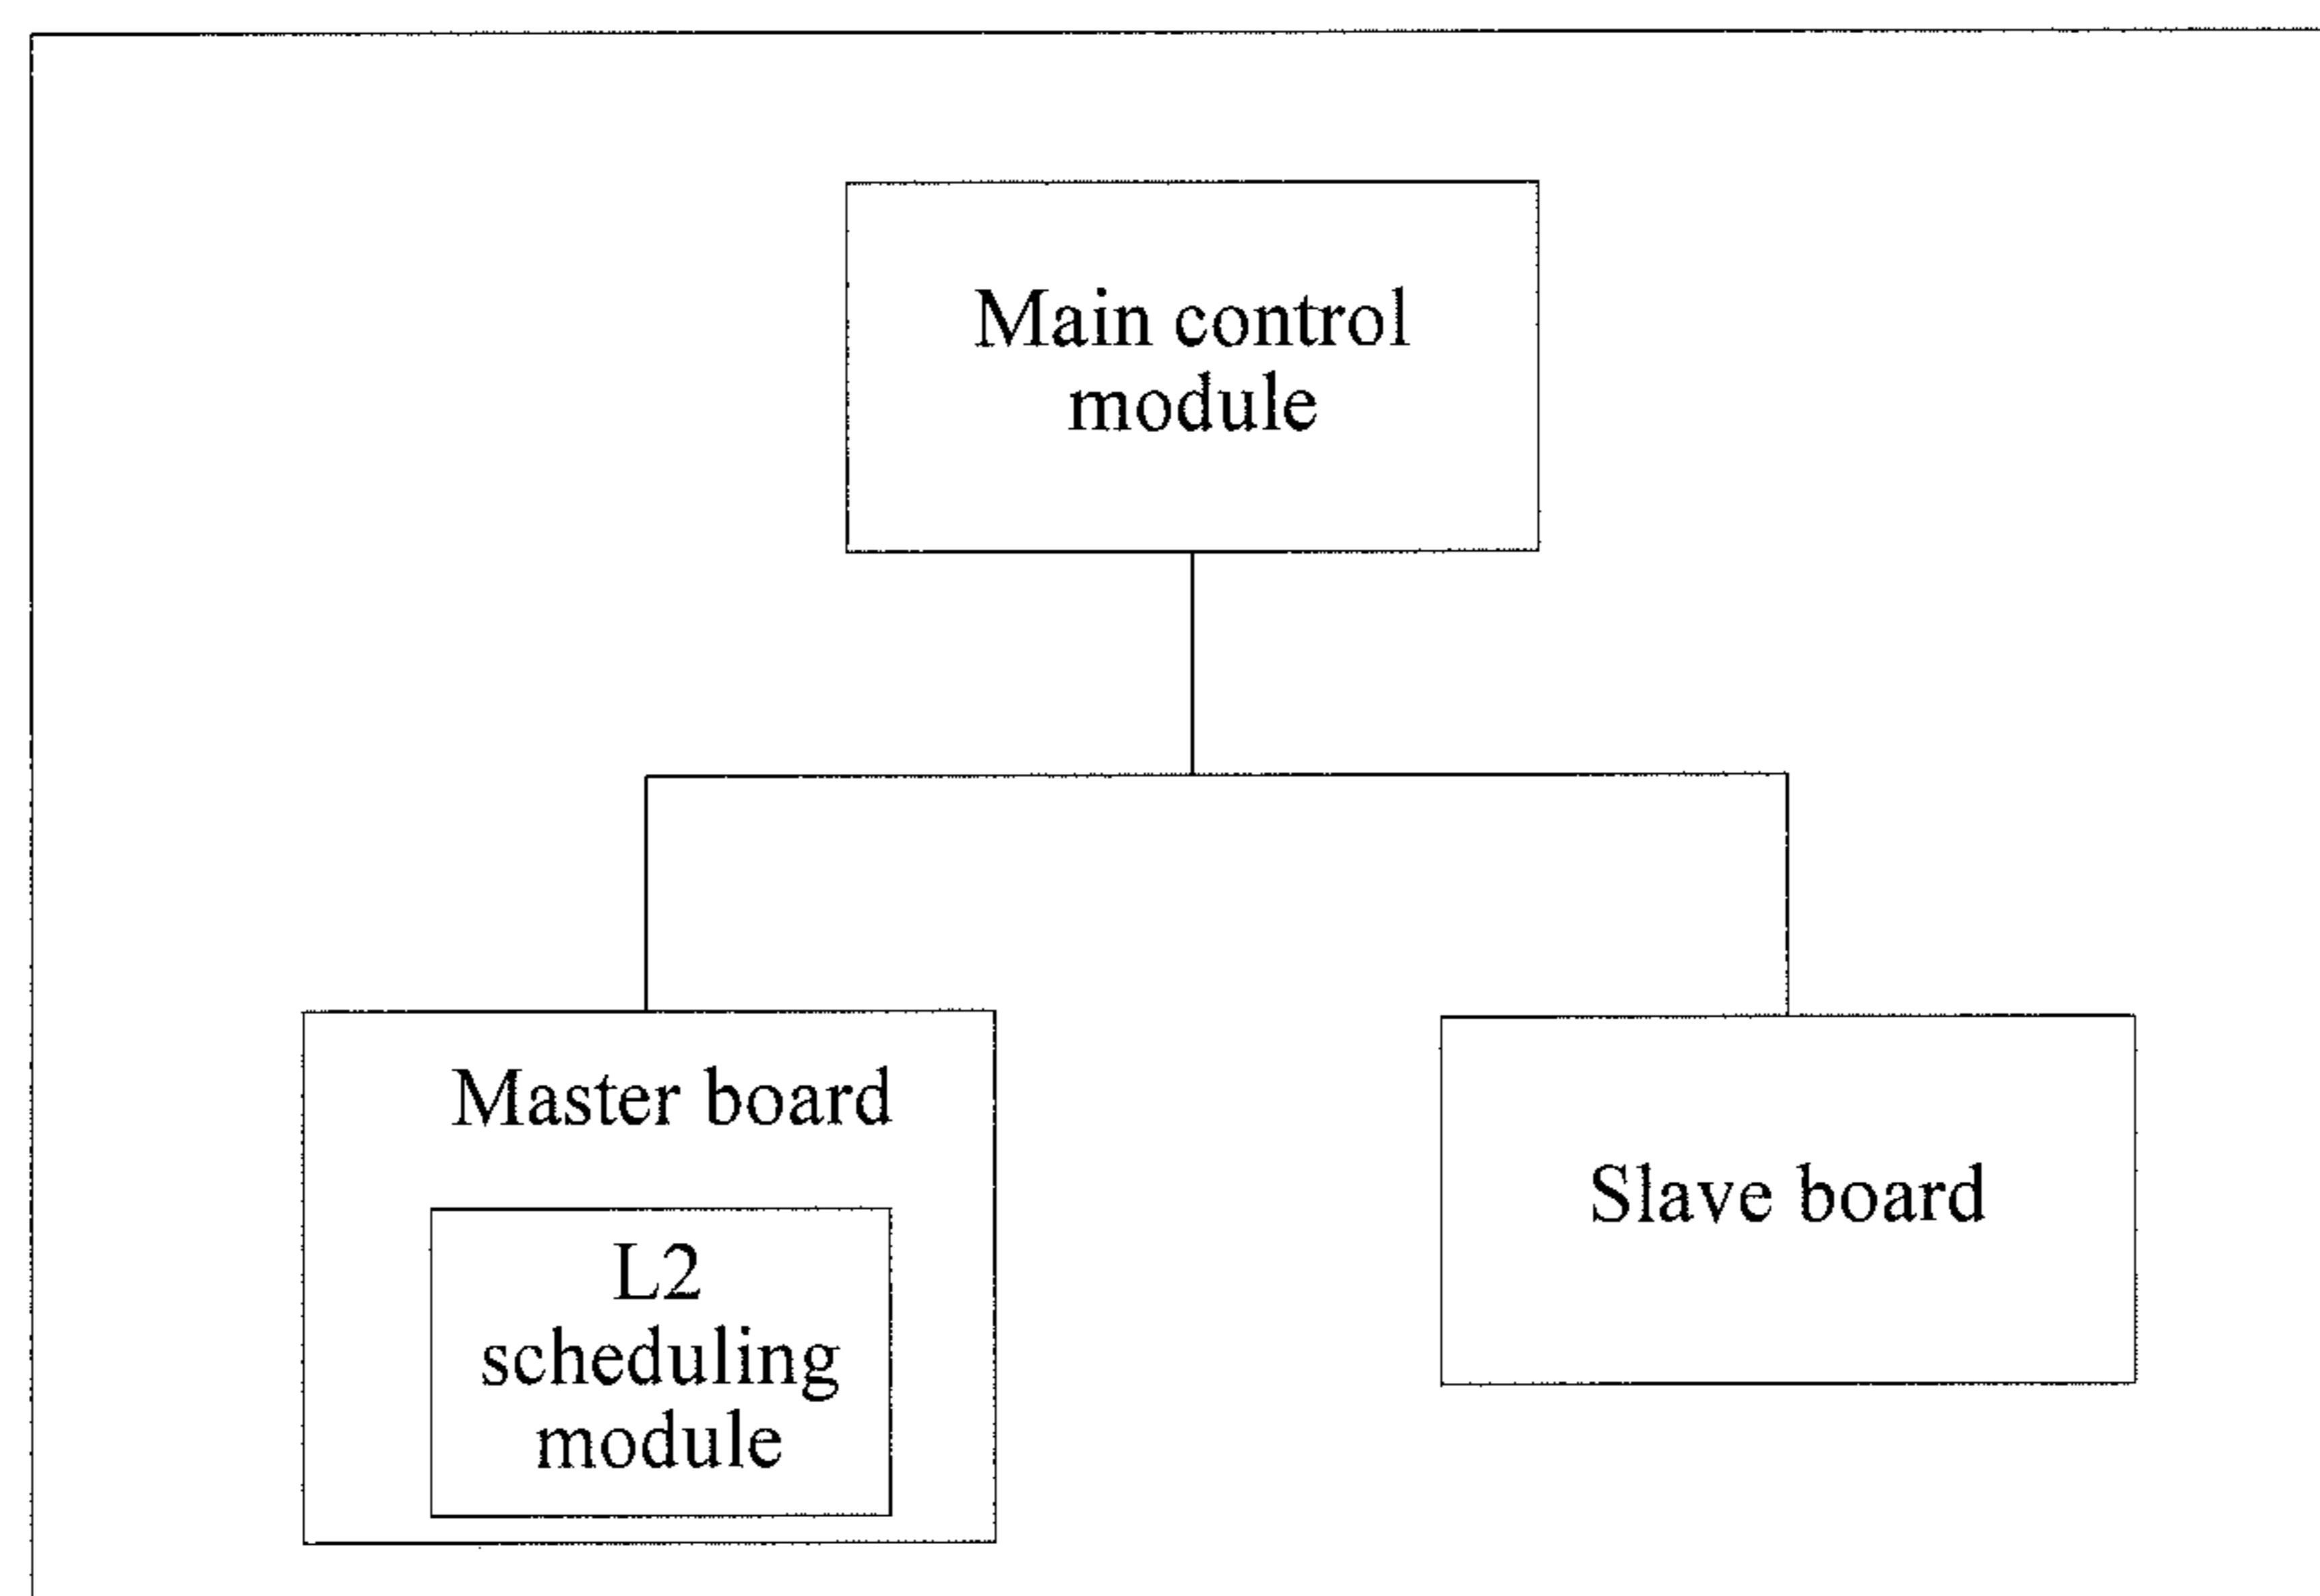 Main control
module
Master board
L2
scheduling
module
Slave board